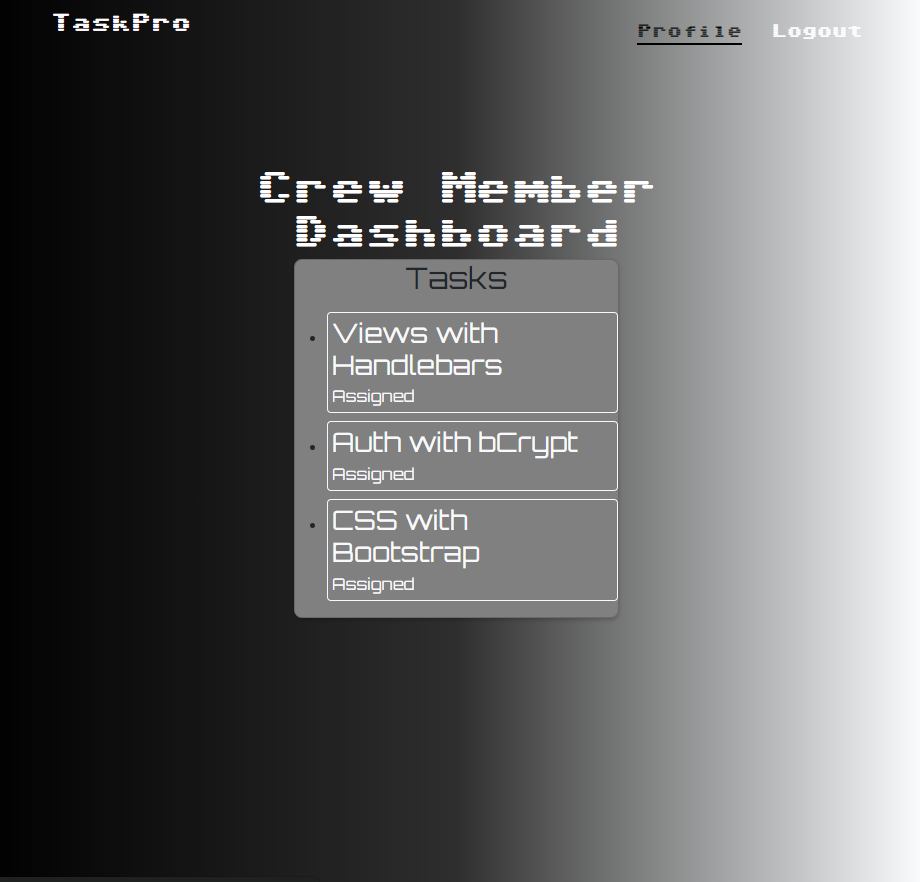 TaskPro
Profile Logout
Crew Member
Dashboard
Tasks
Views with
Handlebars
Assigned
Auth with bCrypt
Assigned
CSS with
Bootstrap
Assigned